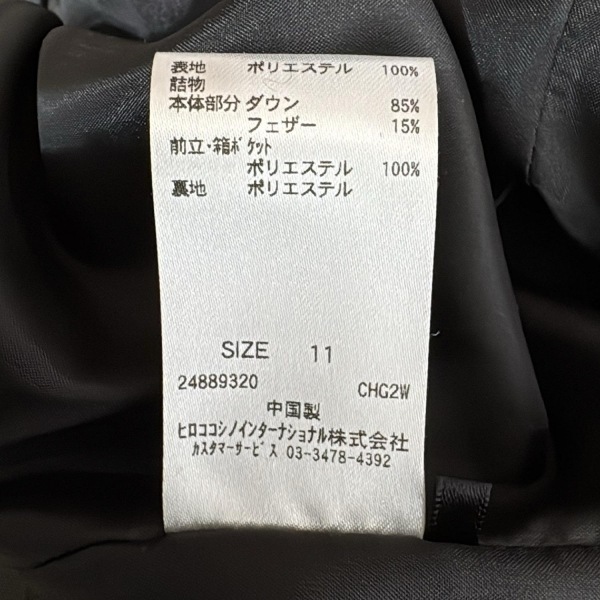 表地 ポリエステル 100%
詰物
本体部分 ダウン 85%
フェザー 15%
前立・箱ポケット
ポリエステル 100%
裏地 ポリエステル
SIZE 11
24889320 CHG2W
中国製
ヒロココシノインターナショナル株式会社
カスタマーサービス 03-3478-4392